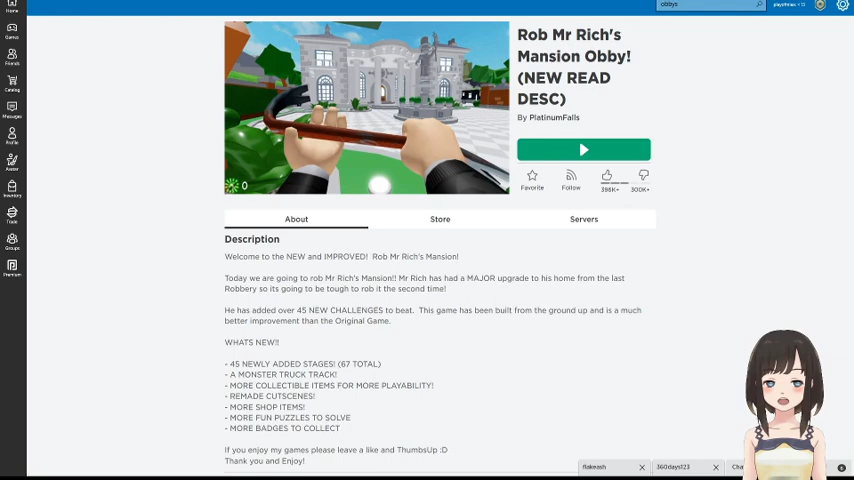 obbys
Home
Games
Friends
Catalog
Messages
Profile
Avatar
Inventory
Trade
Groups
Premium
Rob Mr Rich's
Mansion Obby!
(NEW READ
DESC)
By PlatinumFalls
0
Favorite
Follow
396K+
300K+
About
Store
Servers
Description
Welcome to the NEW and IMPROVED! Rob Mr Rich's Mansion!
Today we are going to rob Mr Rich's Mansion!! Mr Rich has had a MAJOR upgrade to his home from the last
Robbery so its going to be tough to rob it the second time!
He has added over 45 NEW CHALLENGES to beat. This game has been built from the ground up and is a much
better improvement than the Original Game.
WHATS NEW!!
- 45 NEWLY ADDED STAGES! (67 TOTAL)
- A MONSTER TRUCK TRACK!
- MORE COLLECTIBLE ITEMS FOR MORE PLAYABILITY!
- REMADE CUTSCENES!
- MORE SHOP ITEMS!
- MORE FUN PUZZLES TO SOLVE
- MORE BADGES TO COLLECT
If you enjoy my games please leave a like and ThumbsUp :D
Thank you and Enjoy!
flakeash
360days123
Cha